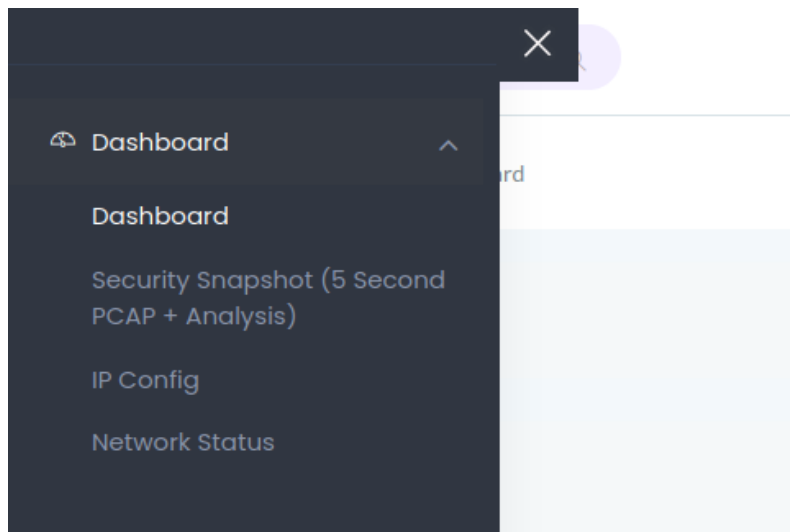 Dashboard
Dashboard
Security Snapshot (5 Second
PCAP + Analysis)
IP Config
Network Status